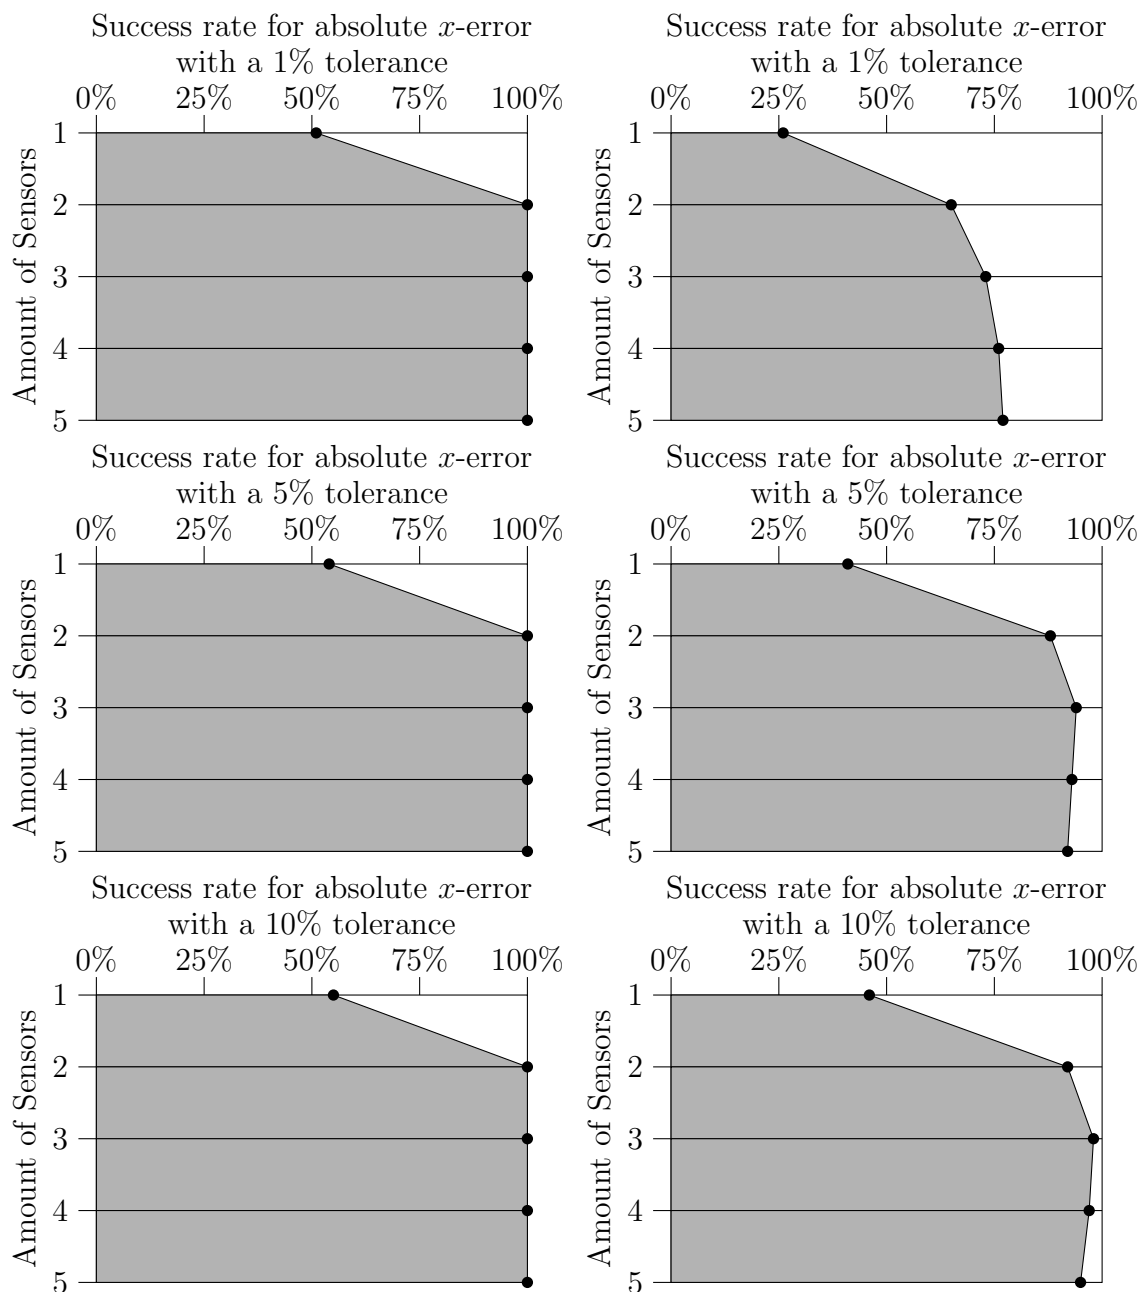 Success rate for absolute x-error
with a 1% tolerance
0% 25% 50% 75% 100%
1
2
3
4
5
Amount of Sensors
Success rate for absolute x-error
with a 1% tolerance
0% 25% 50% 75% 100%
1
2
3
4
5
Amount of Sensors
Success rate for absolute x-error
with a 5% tolerance
0% 25% 50% 75% 100%
1
2
3
4
5
Amount of Sensors
Success rate for absolute x-error
with a 5% tolerance
0% 25% 50% 75% 100%
1
2
3
4
5
Amount of Sensors
Success rate for absolute x-error
with a 10% tolerance
0% 25% 50% 75% 100%
1
2
3
4
5
Amount of Sensors
Success rate for absolute x-error
with a 10% tolerance
0% 25% 50% 75% 100%
1
2
3
4
5
Amount of Sensors